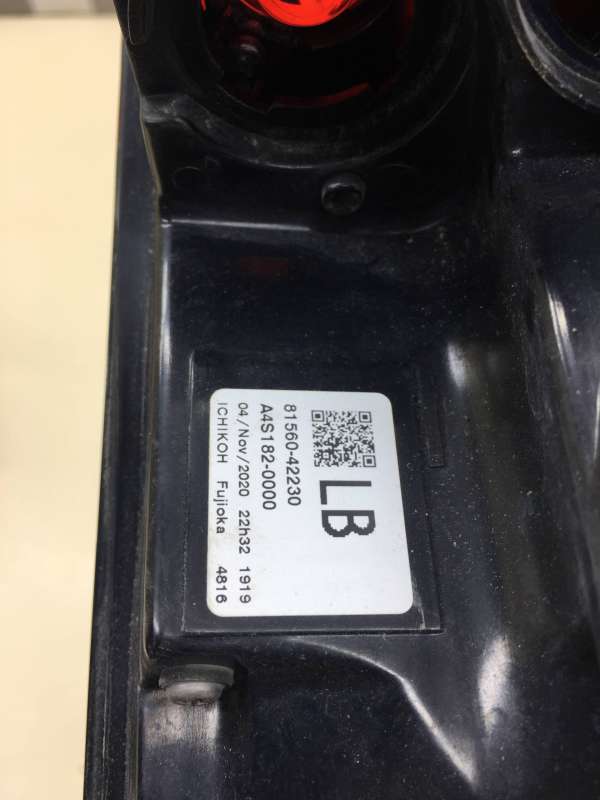 LB
81560-42230
A4S182-0000
04/Nov/2020 22h32 1919
ICHIKOH Fujioka 4816